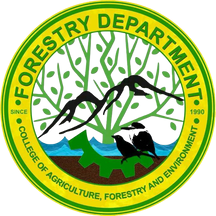 FORESTRY DEPARTMENT
SINCE 1990
COLLEGE OF AGRICULTURE, FORESTRY AND ENVIRONMENT